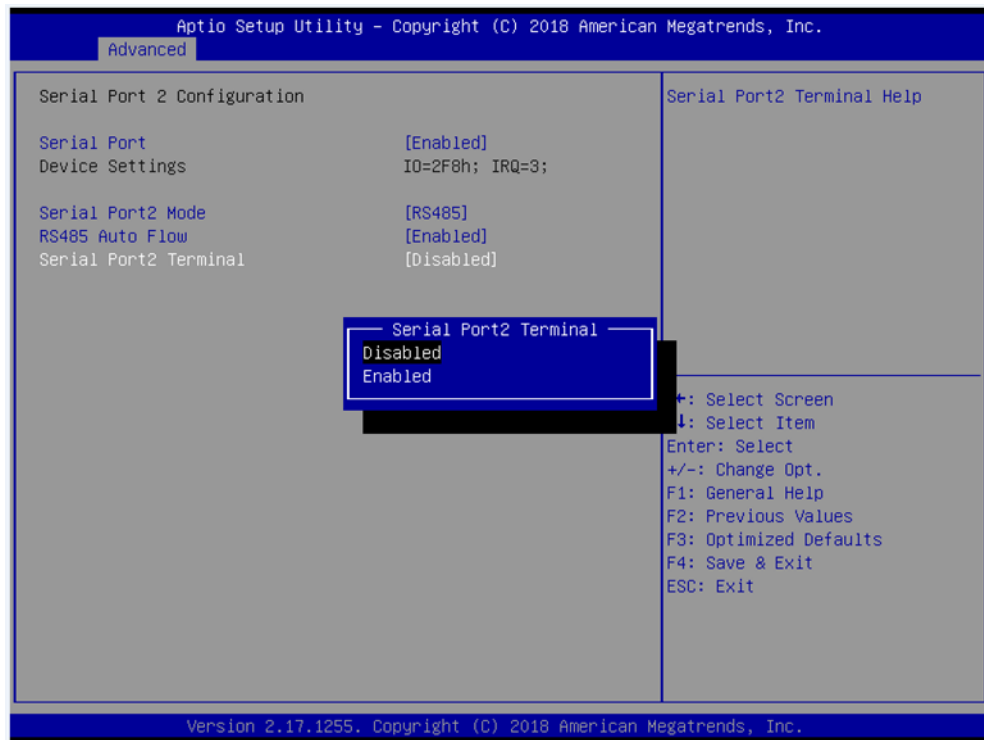 Aptio Setup Utility – Copyright (C) 2018 American Megatrends, Inc.
Advanced
Serial Port 2 Configuration
Serial Port [Enabled]
Device Settings IO=2F8h; IRQ=3;
Serial Port2 Mode [RS485]
RS485 Auto Flow [Enabled]
Serial Port2 Terminal [Disabled]
Serial Port2 Terminal
Disabled
Enabled
Serial Port2 Terminal Help
: Select Screen
: Select Item
Enter: Select
+/-: Change Opt.
F1: General Help
F2: Previous Values
F3: Optimized Defaults
F4: Save & Exit
ESC: Exit
Version 2.17.1255. Copyright (C) 2018 American Megatrends, Inc.